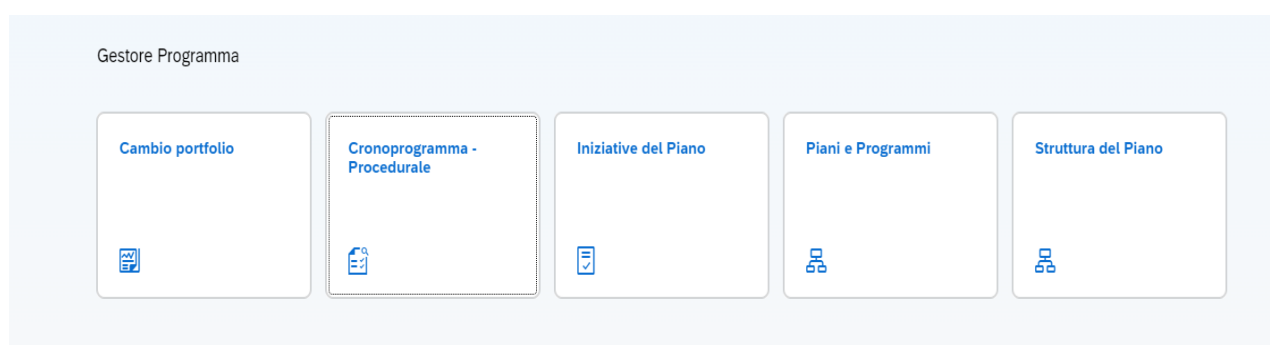 Gestore Programma
Cambio portfolio
Cronoprogramma -
Procedurale
Iniziative del Piano
Piani e Programmi
Struttura del Piano